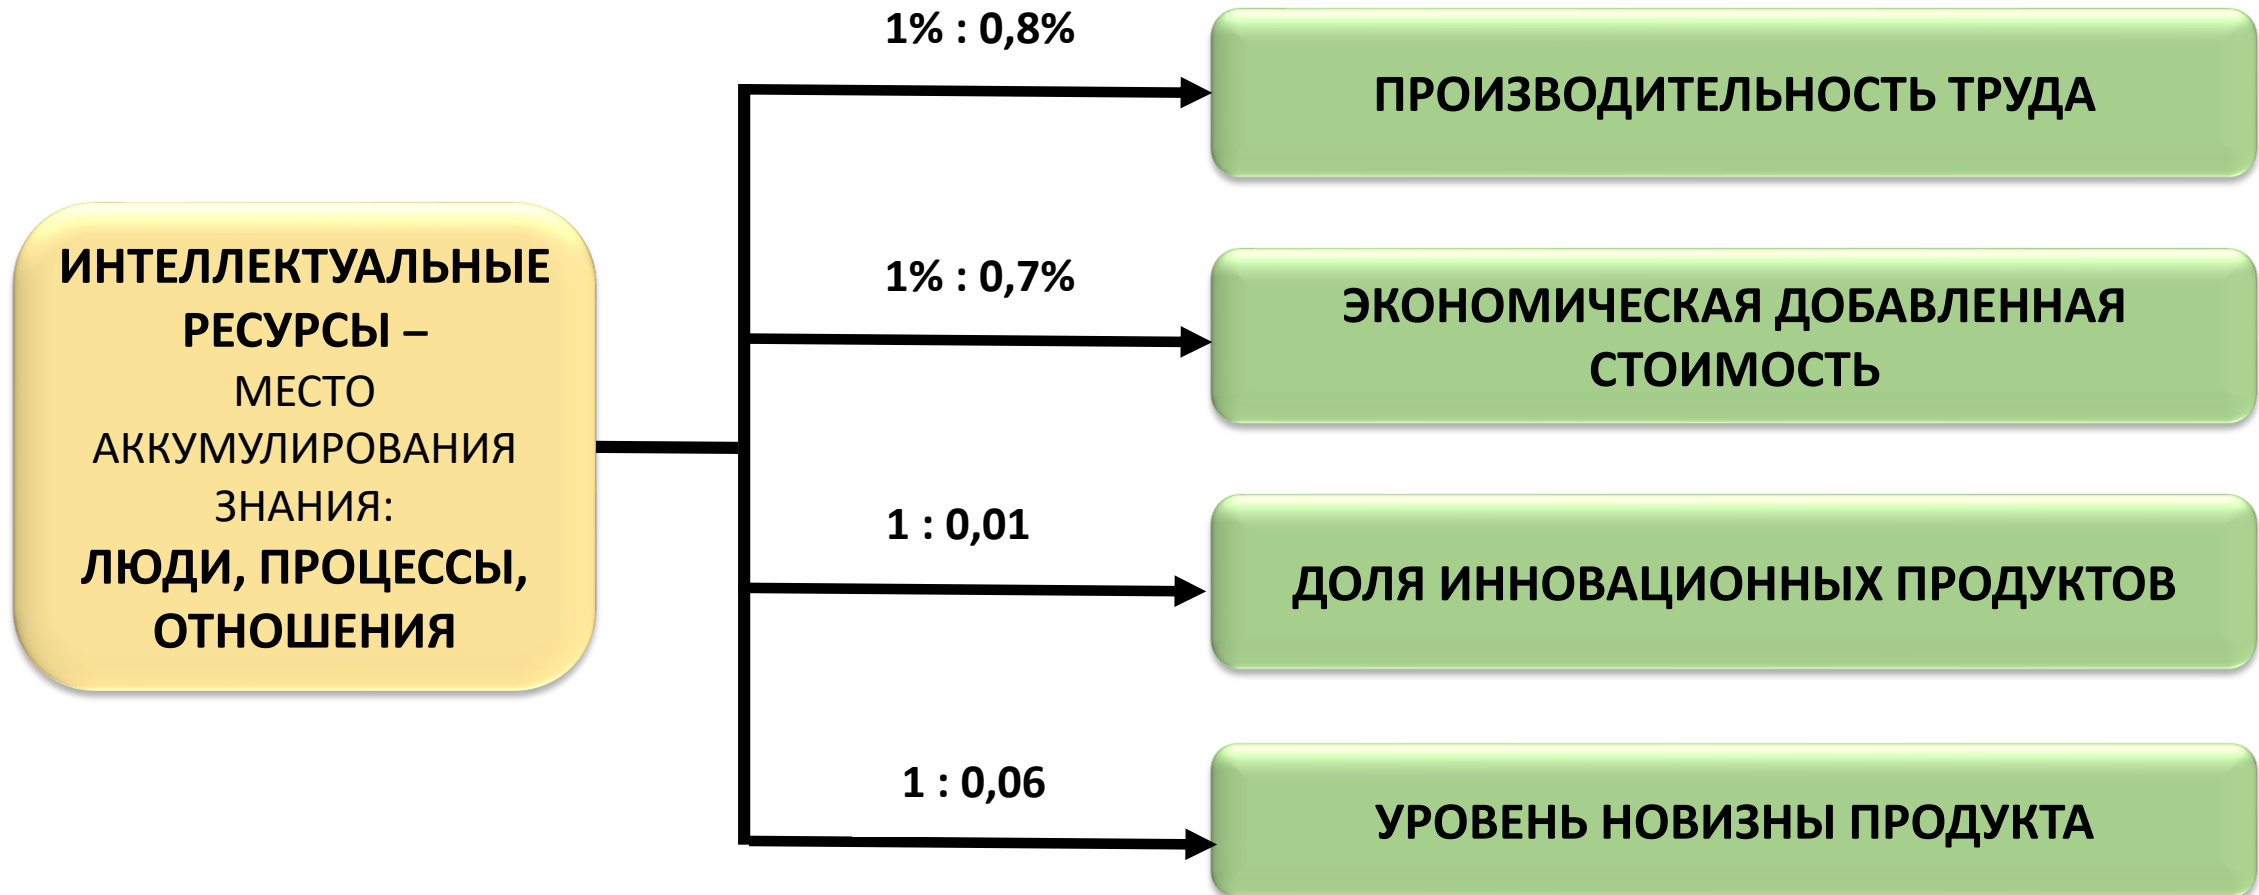 ИНТЕЛЛЕКТУАЛЬНЫЕ
РЕСУРСЫ –
МЕСТО
АККУМУЛИРОВАНИЯ
ЗНАНИЯ:
ЛЮДИ, ПРОЦЕССЫ,
ОТНОШЕНИЯ
1% : 0,8%
ПРОИЗВОДИТЕЛЬНОСТЬ ТРУДА
1% : 0,7%
ЭКОНОМИЧЕСКАЯ ДОБАВЛЕННАЯ
СТОИМОСТЬ
1 : 0,01
ДОЛЯ ИННОВАЦИОННЫХ ПРОДУКТОВ
1 : 0,06
УРОВЕНЬ НОВИЗНЫ ПРОДУКТА